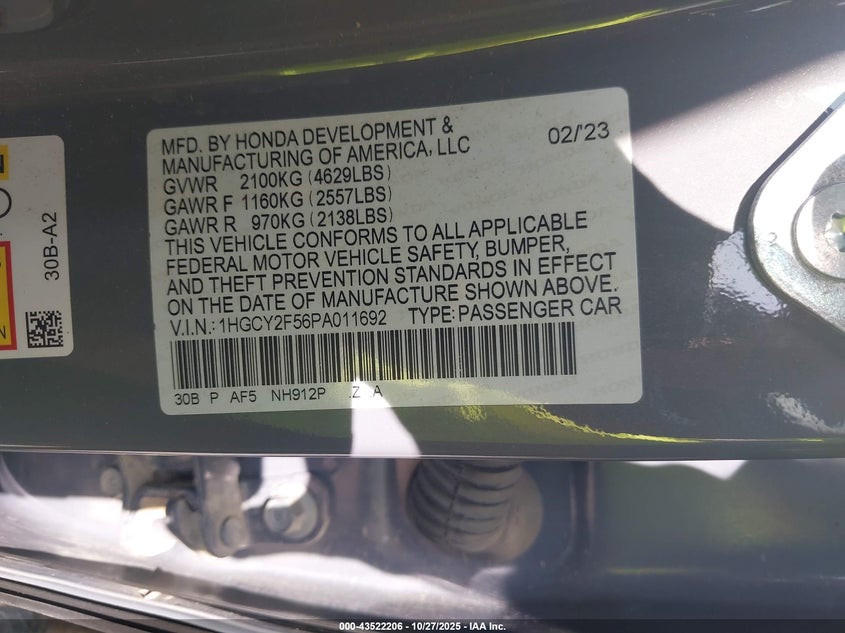 MFD. BY HONDA DEVELOPMENT & 02/'23
MANUFACTURING OF AMERICA, LLC
GVWR 2100KG (4629LBS)
GAWR F 1160KG (2557LBS)
GAWR R 970KG (2138LBS)
THIS VEHICLE CONFORMS TO ALL APPLICABLE
FEDERAL MOTOR VEHICLE SAFETY, BUMPER,
AND THEFT PREVENTION STANDARDS IN EFFECT
ON THE DATE OF MANUFACTURE SHOWN ABOVE.
V.I.N.: 1HGCY2F56PA011692 TYPE: PASSENGER CAR
30B P AF5 NH912P .Z A
30B-A2
000-43522206 - 10/27/2025 - IAA Inc.